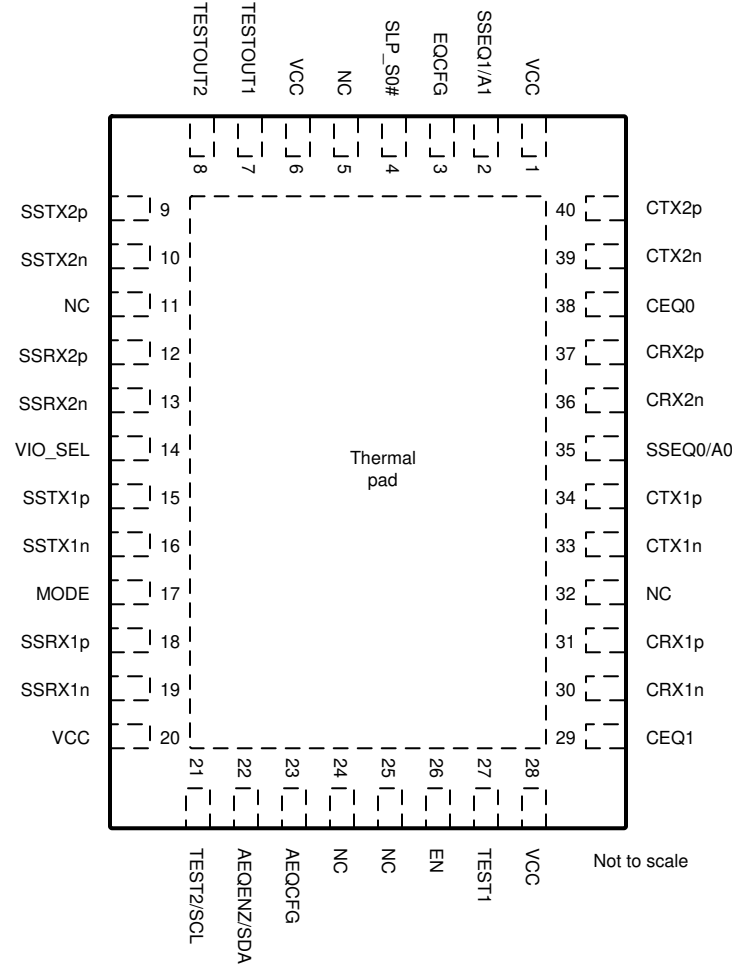 TESTOUT2
TESTOUT1
VCC
NC
SLP_S0#
EQCFG
SSEQ1/A1
VCC
8
7
6
5
4
3
2
1
SSTX2p 9
40 CTX2p
SSTX2n 10
39 CTX2n
NC 11
38 CEQ0
SSRX2p 12
37 CRX2p
SSRX2n 13
36 CRX2n
VIO_SEL 14
35 SSEQ0/A0
Thermal
pad
SSTX1p 15
34 CTX1p
SSTX1n 16
33 CTX1n
MODE 17
32 NC
SSRX1p 18
31 CRX1p
SSRX1n 19
30 CRX1n
VCC 20
29 CEQ1
21
22
23
24
25
26
27
28
TEST2/SCL
AEQENZ/SDA
AEQCFG
NC
NC
EN
TEST1
VCC
Not to scale